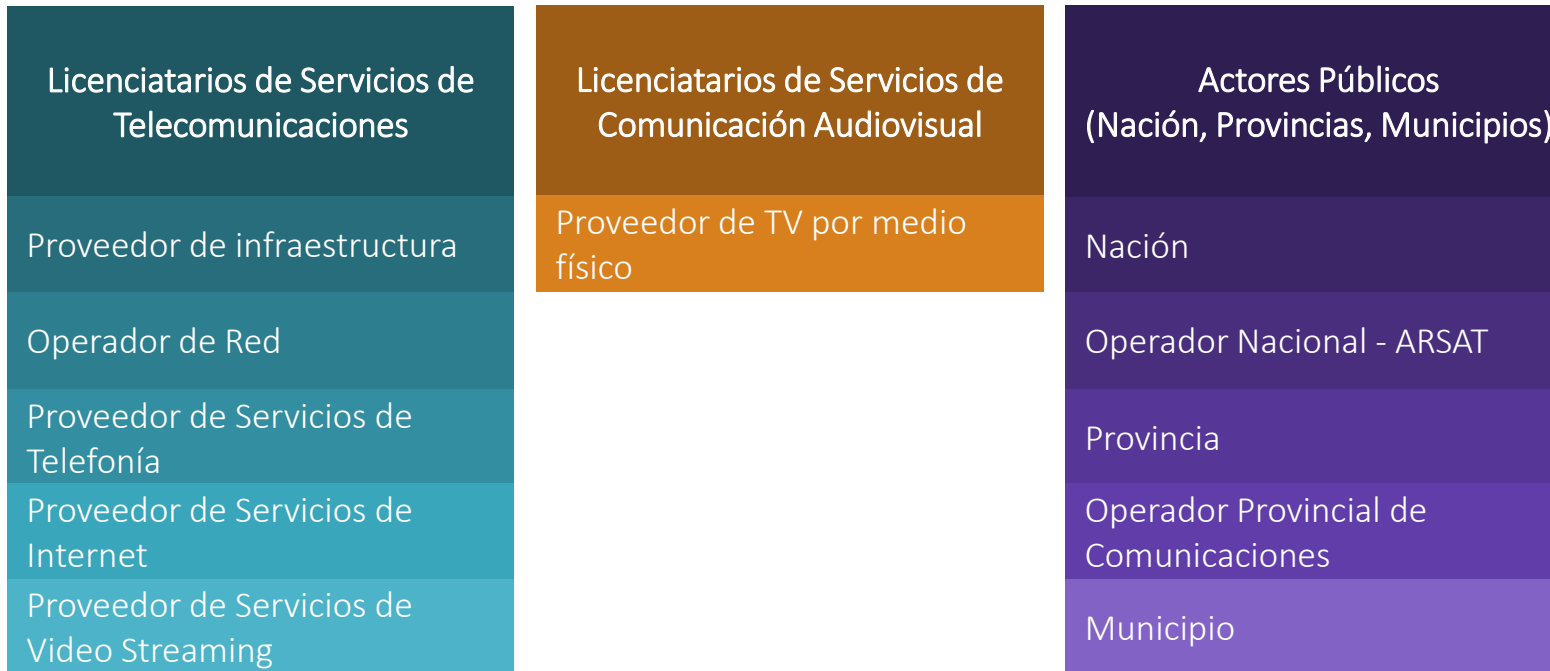 Licenciatarios de Servicios de
Telecomunicaciones
Proveedor de infraestructura
Operador de Red
Proveedor de Servicios de
Telefonía
Proveedor de Servicios de
Internet
Proveedor de Servicios de
Video Streaming
Licenciatarios de Servicios de
Comunicación Audiovisual
Proveedor de TV por medio
físico
Actores Públicos
(Nación, Provincias, Municipios)
Nación
Operador Nacional - ARSAT
Provincia
Operador Provincial de
Comunicaciones
Municipio